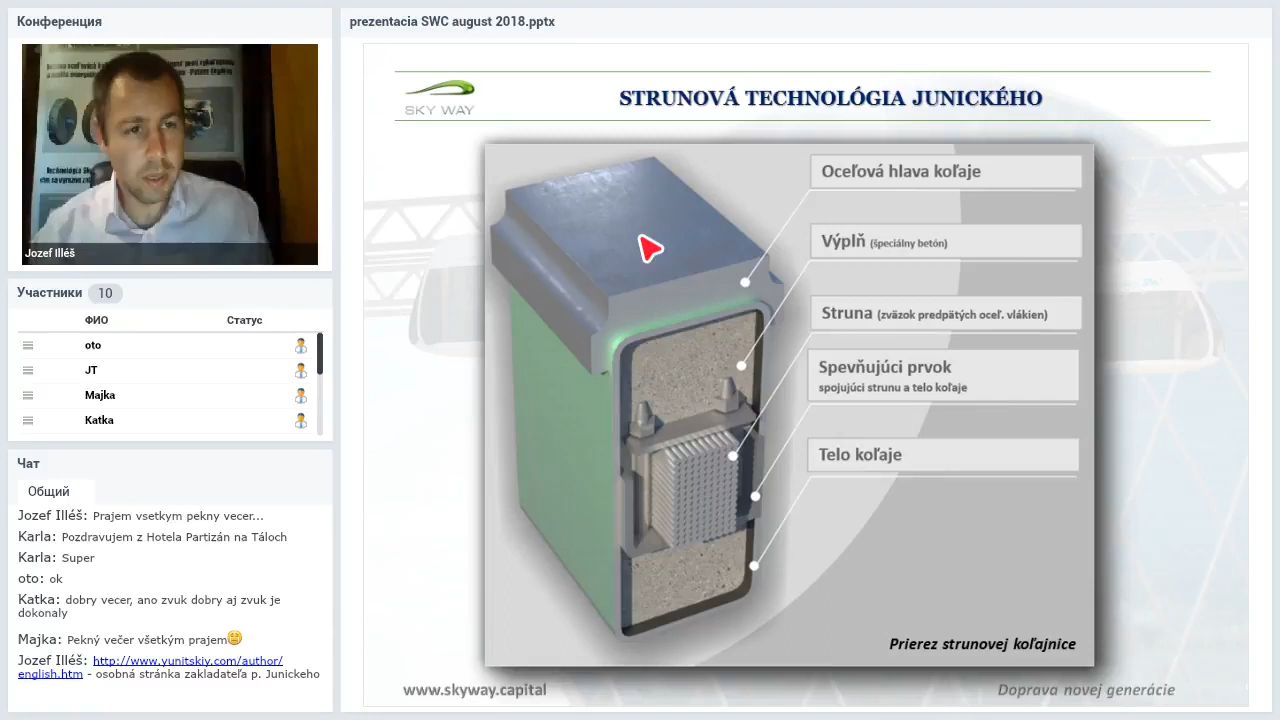 Конференция
Jozef Illéš
Участники 10
ФИО Статус
oto
JT
Majka
Katka
Чат
Общий
Jozef Illéš: Prajem vsetkym pekny vecer...
Karla: Pozdravujem z Hotela Partizán na Táloch
Karla: Super
oto: ok
Katka: dobry vecer, ano zvuk dobry aj zvuk je
dokonaly
Majka: Pekný večer všetkým prajem
Jozef Illéš: http://www.yunitskiy.com/author/
english.htm - osobná stránka zakladateľa p. Junickeho
prezentacia SWC august 2018.pptx
SKY WAY
STRUNOVÁ TECHNOLÓGIA JUNICKÉHO
Oceľová hlava koľaje
Výplň (špeciálny betón)
Struna (zväzok predpätých oceľ. vlákien)
Spevňujúci prvok
spojujúci strunu a telo koľaje
Telo koľaje
Prierez strunovej koľajnice
www.skyway.capital
Doprava novej generácie